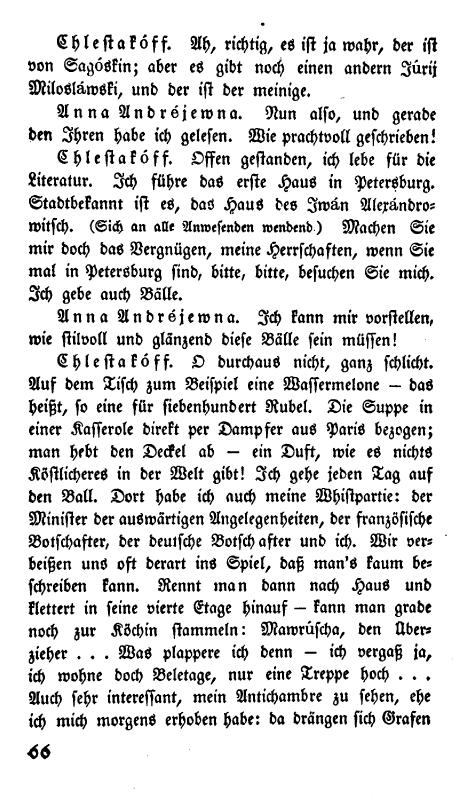 Chlestakóff. Ah, richtig, es ist ja wahr, der ist
von Sagóskin; aber es gibt noch einen andern Júrij
Milosláwski, und der ist der meinige.
Anna Andréjewna. Nun also, und gerade
den Ihren habe ich gelesen. Wie prachtvoll geschrieben!
Chlestakóff. Offen gestanden, ich lebe für die
Literatur. Ich führe das erste Haus in Petersburg.
Stadtbekannt ist es, das Haus des Iwán Alexándro-
witsch. (Sich an alle Anwesenden wendend.) Machen Sie
mir doch das Vergnügen, meine Herrschaften, wenn Sie
mal in Petersburg sind, bitte, bitte, besuchen Sie mich.
Ich gebe auch Bälle.
Anna Andréjewna. Ich kann mir vorstellen,
wie stilvoll und glänzend diese Bälle sein müssen!
Chlestakóff. O durchaus nicht, ganz schlicht.
Auf dem Tisch zum Beispiel eine Wassermelone — das
heißt, so eine für siebenhundert Rubel. Die Suppe in
einer Kasserole direkt per Dampfer aus Paris bezogen;
man hebt den Deckel ab — ein Duft, wie es nichts
Köstlicheres in der Welt gibt! Ich gehe jeden Tag auf
den Ball. Dort habe ich auch meine Whistpartie: der
Minister der auswärtigen Angelegenheiten, der französische
Botschafter, der deutsche Botschafter und ich. Wir ver-
beißen uns oft derart ins Spiel, daß man's kaum be-
schreiben kann. Rennt man dann nach Haus und
klettert in seine vierte Etage hinauf — kann man grade
noch zur Köchin stammeln: Mawrúscha, den Über-
zieher . . . Was plappere ich denn — ich vergaß ja,
ich wohne doch Beletage, nur eine Treppe hoch . . .
Auch sehr interessant, mein Antichambre zu sehen, ehe
ich mich morgens erhoben habe: da drängen sich Grafen
66